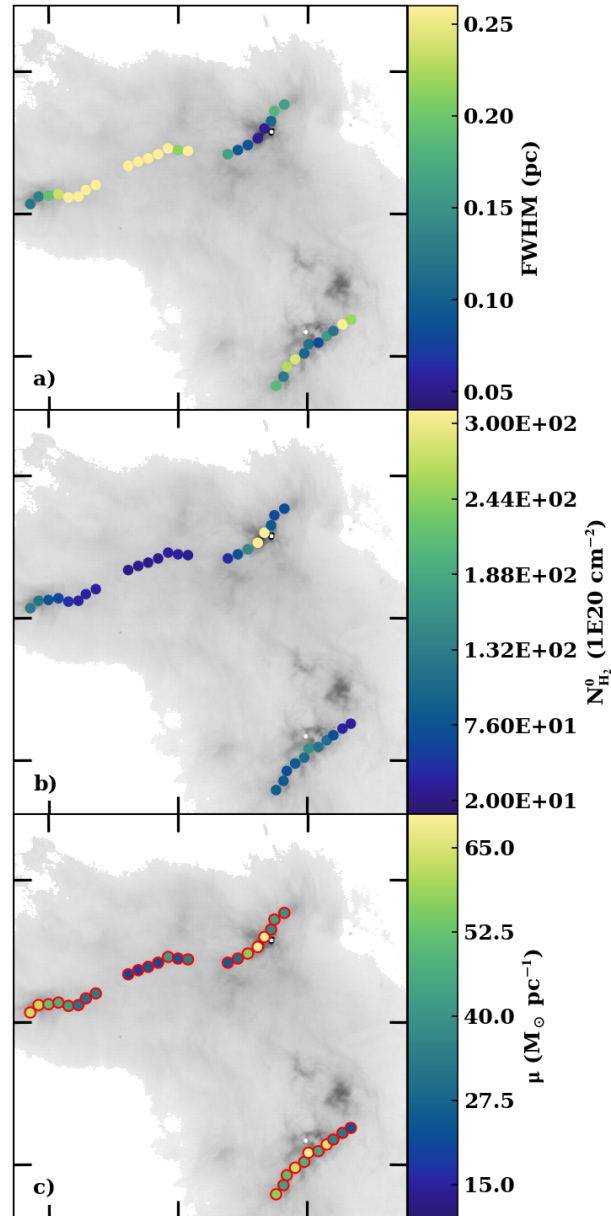 0.25
0.20
0.15
0.10
0.05
FWHM (pc)
a)
3.00E+02
2.44E+02
1.88E+02
1.32E+02
7.60E+01
2.00E+01
N⁰H₂ (1E20 cm⁻²)
b)
65.0
52.5
40.0
27.5
15.0
μ (M⊙ pc⁻¹)
c)